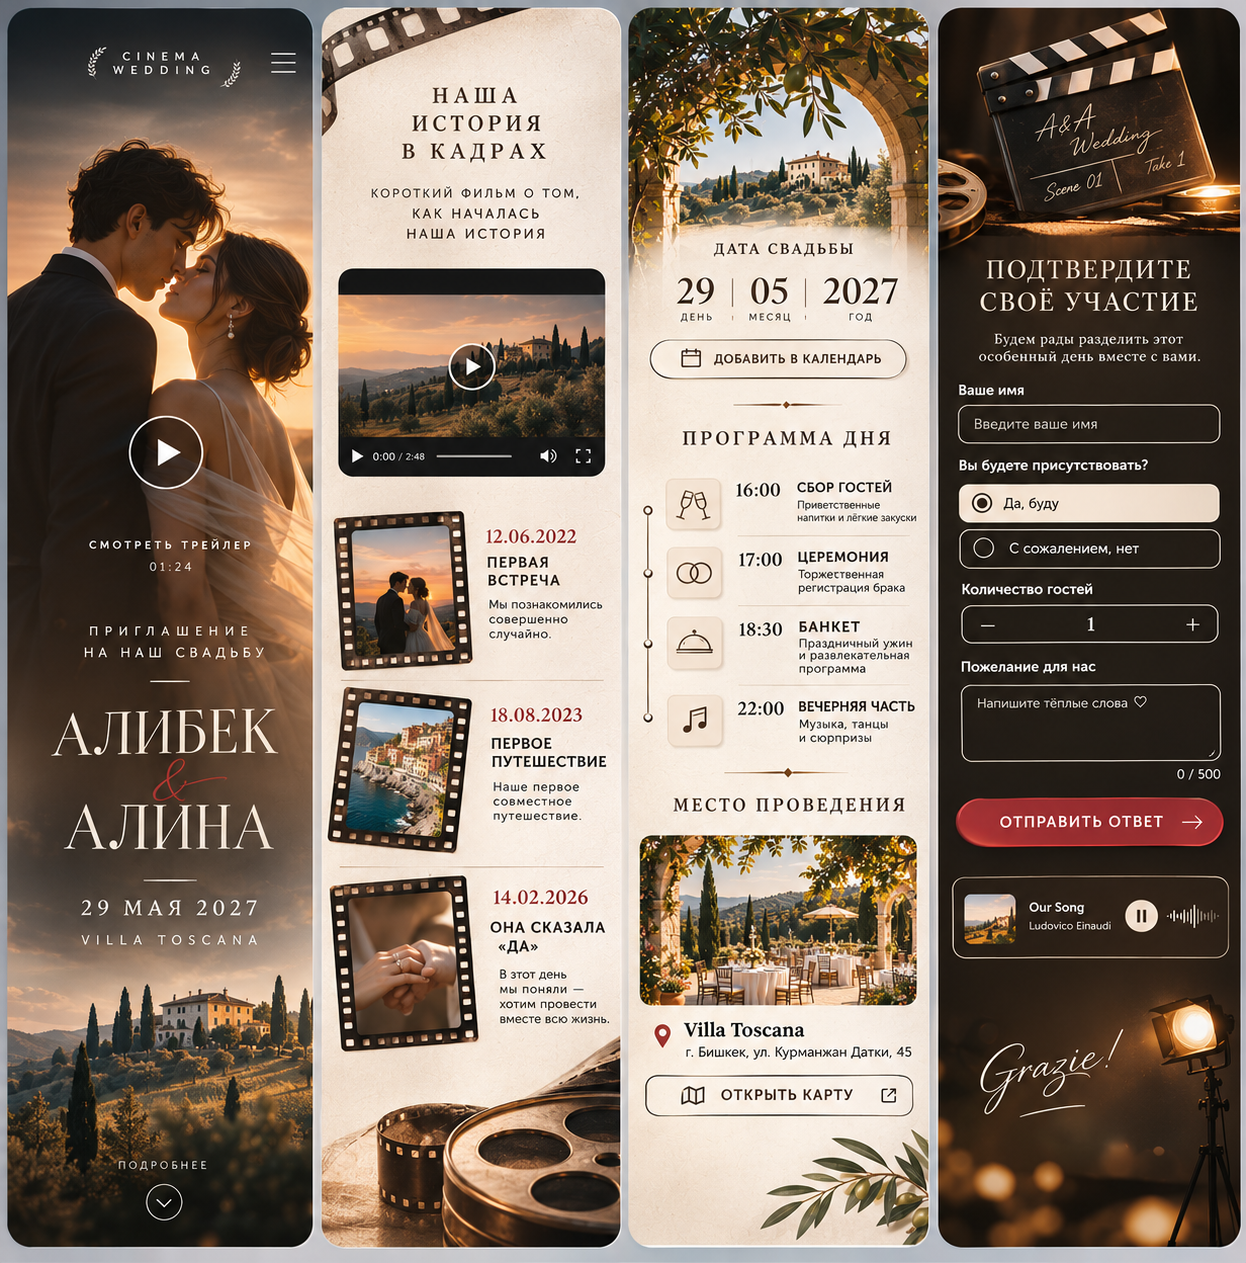 CINEMA
WEDDING
СМОТРЕТЬ ТРЕЙЛЕР
01:24
ПРИГЛАШЕНИЕ
НА НАШ СВАДЬБУ
АЛИБЕК
&
АЛИНА
29 МАЯ 2027
VILLA TOSCANA
ПОДРОБНЕЕ
НАША
ИСТОРИЯ
В КАДРАХ
КОРОТКИЙ ФИЛЬМ О ТОМ,
КАК НАЧАЛАСЬ
НАША ИСТОРИЯ
0:00 / 2:48
12.06.2022
ПЕРВАЯ
ВСТРЕЧА
Мы познакомились
совершенно
случайно.
18.08.2023
ПЕРВОЕ
ПУТЕШЕСТВИЕ
Наше первое
совместное
путешествие.
14.02.2026
ОНА СКАЗАЛА
«ДА»
В этот день
мы поняли —
хотим провести
вместе всю жизнь.
ДАТА СВАДЬБЫ
29 05 2027
ДЕНЬ МЕСЯЦ ГОД
ДОБАВИТЬ В КАЛЕНДАРЬ
ПРОГРАММА ДНЯ
16:00 СБОР ГОСТЕЙ
Приветственные
напитки и лёгкие закуски
17:00 ЦЕРЕМОНИЯ
Торжественная
регистрация брака
18:30 БАНКЕТ
Праздничный ужин
и развлекательная
программа
22:00 ВЕЧЕРНЯЯ ЧАСТЬ
Музыка, танцы
и сюрпризы
МЕСТО ПРОВЕДЕНИЯ
Villa Toscana
г. Бишкек, ул. Курманжан Датки, 45
ОТКРЫТЬ КАРТУ
A&A
Wedding
Scene 01 Take 1
ПОДТВЕРДИТЕ
СВОЁ УЧАСТИЕ
Будем рады разделить этот
особенный день вместе с вами.
Ваше имя
Введите ваше имя
Вы будете присутствовать?
Да, буду
С сожалением, нет
Количество гостей
— 1 +
Пожелание для нас
Напишите тёплые слова ♡
0 / 500
ОТПРАВИТЬ ОТВЕТ →
Our Song
Ludovico Einaudi
Grazie!